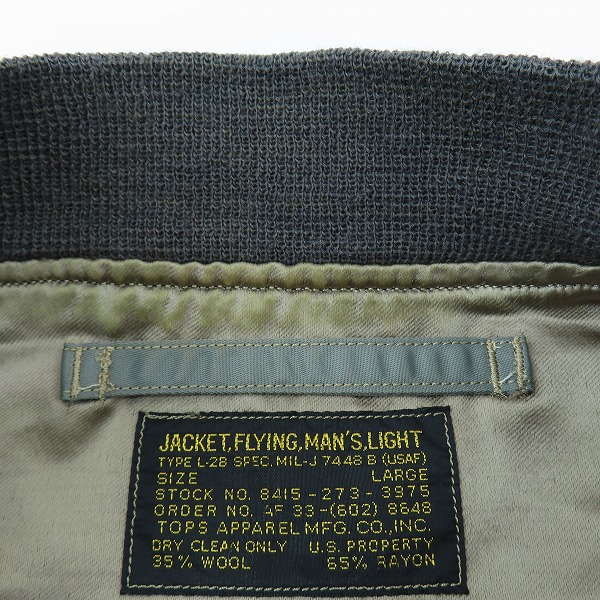 JACKET,FLYING,MAN'S,LIGHT
TYPE L-2B SPEC. MIL-J 7448 B (USAF)
SIZE LARGE
STOCK NO. 8415-273-3975
ORDER NO. AF 33-(602) 8648
TOPS APPAREL MFG. CO., INC.
DRY CLEAN ONLY U.S. PROPERTY
35% WOOL 65% RAYON